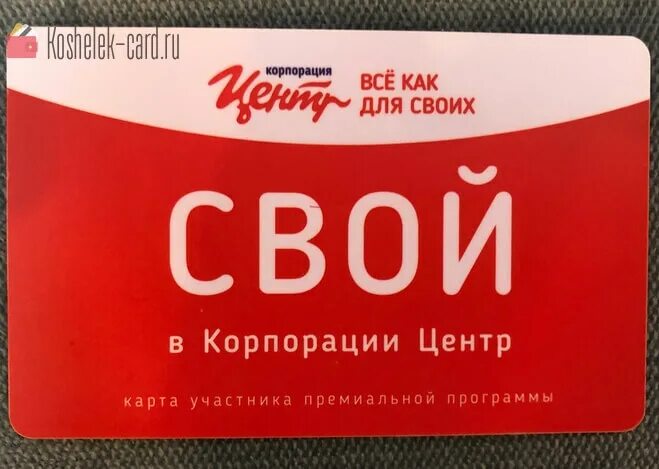 Koshelek-card.ru
корпорация
Центр
ВСЁ КАК
ДЛЯ СВОИХ
СВОЙ
в Корпорации Центр
карта участника премиальной программы